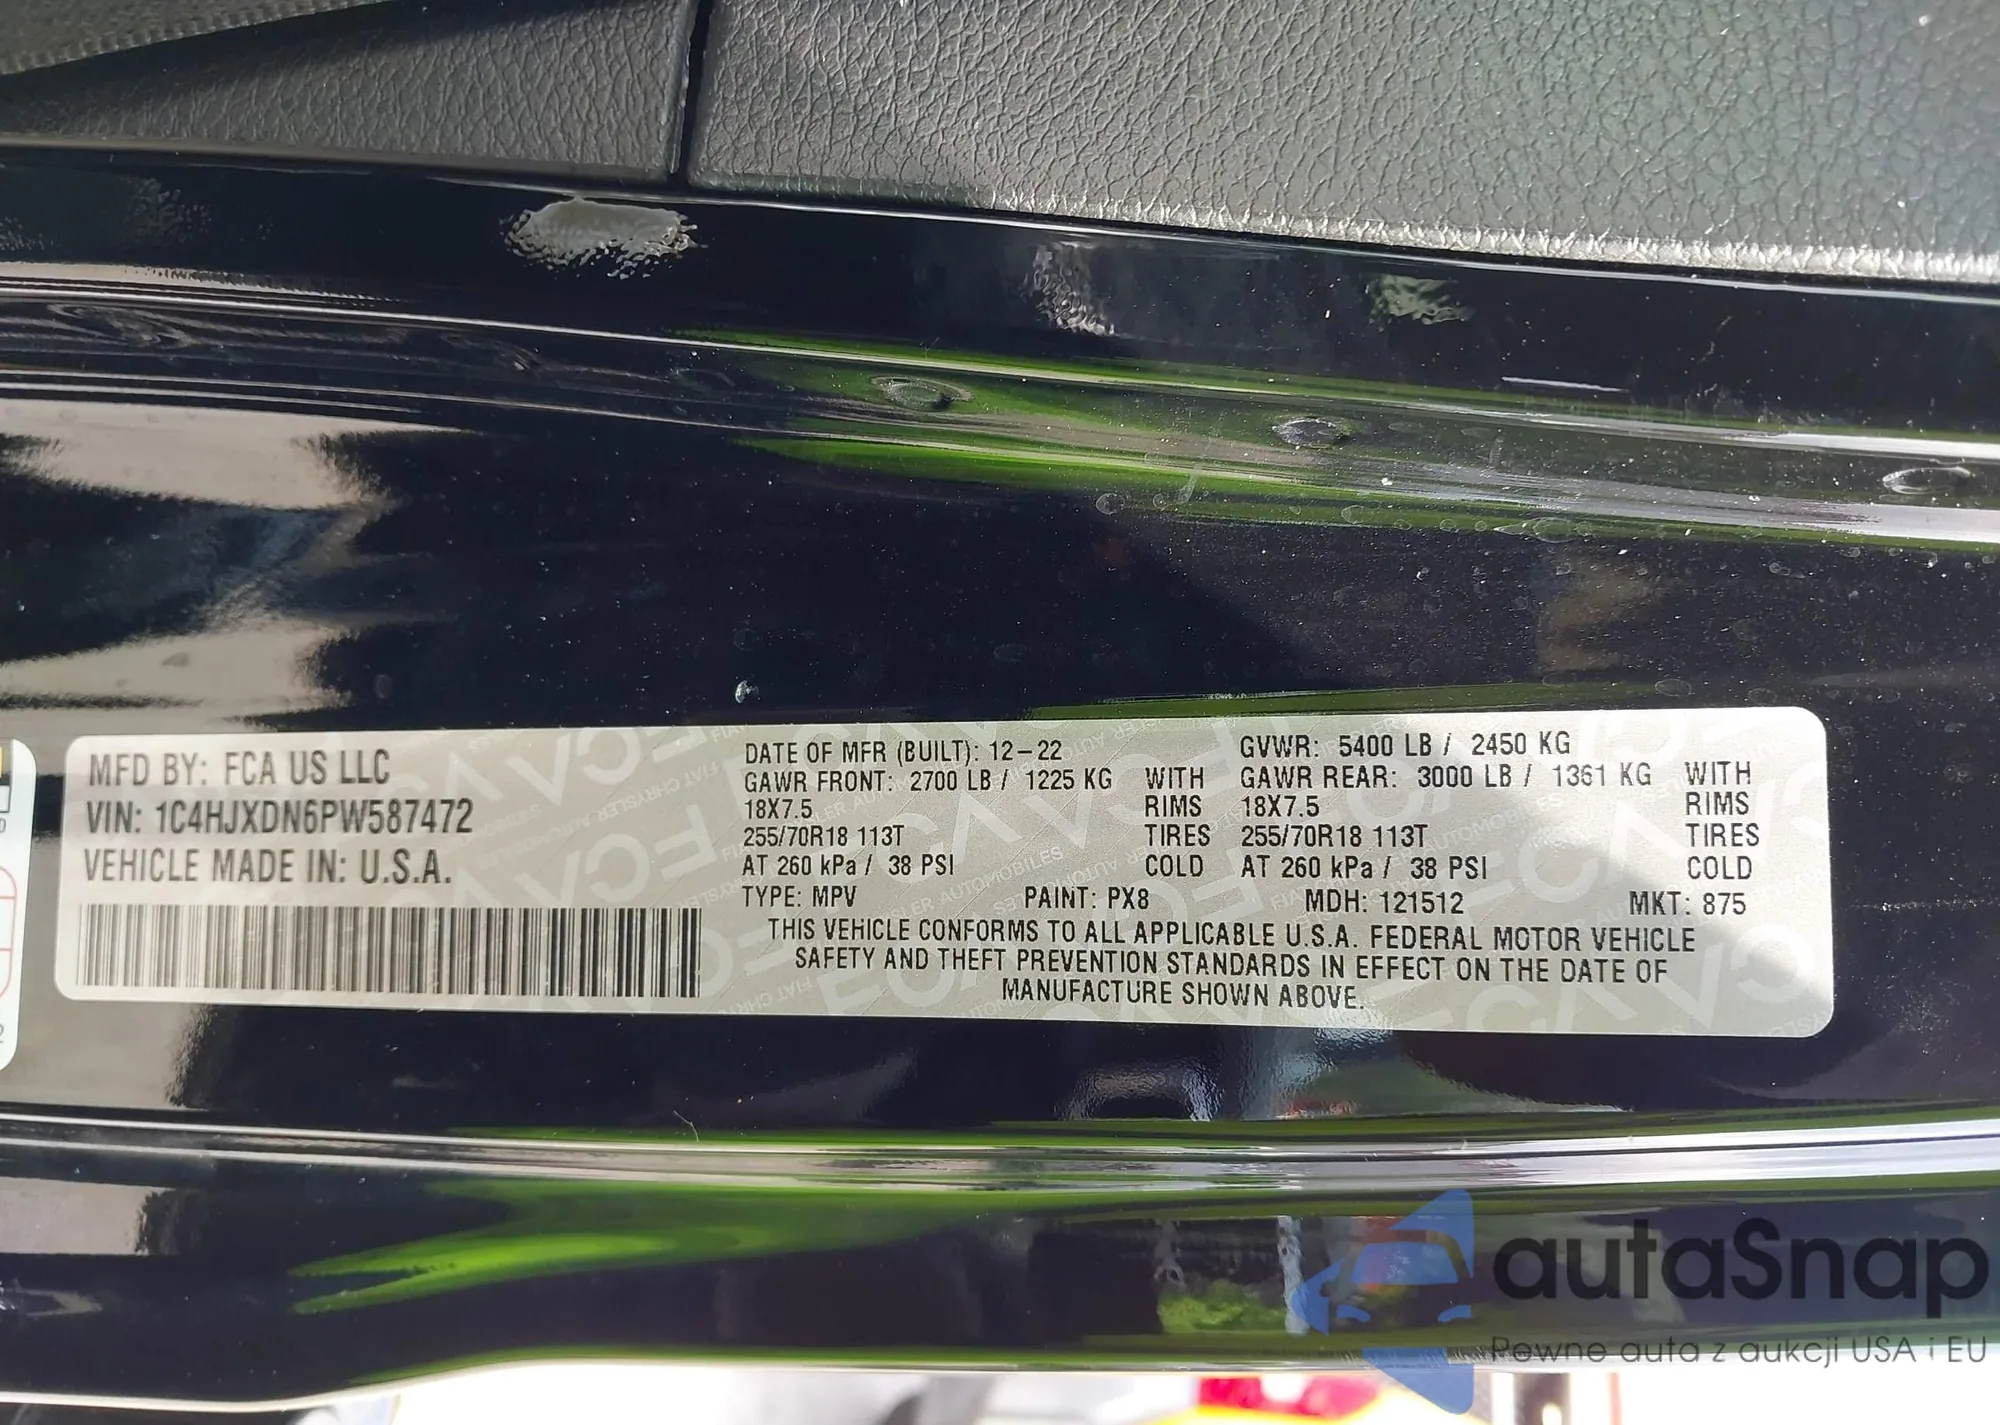 MFD BY: FCA US LLC
VIN: 1C4HJXDN6PW587472
VEHICLE MADE IN: U.S.A.
DATE OF MFR (BUILT): 12-22 GVWR: 5400 LB / 2450 KG
GAWR FRONT: 2700 LB / 1225 KG WITH GAWR REAR: 3000 LB / 1361 KG WITH
18X7.5 RIMS 18X7.5 RIMS
255/70R18 113T TIRES 255/70R18 113T TIRES
AT 260 kPa / 38 PSI COLD AT 260 kPa / 38 PSI COLD
TYPE: MPV PAINT: PX8 MDH: 121512 MKT: 875
THIS VEHICLE CONFORMS TO ALL APPLICABLE U.S.A. FEDERAL MOTOR VEHICLE
SAFETY AND THEFT PREVENTION STANDARDS IN EFFECT ON THE DATE OF
MANUFACTURE SHOWN ABOVE.
autaSnap
Pewne auta z aukcji USA i EU